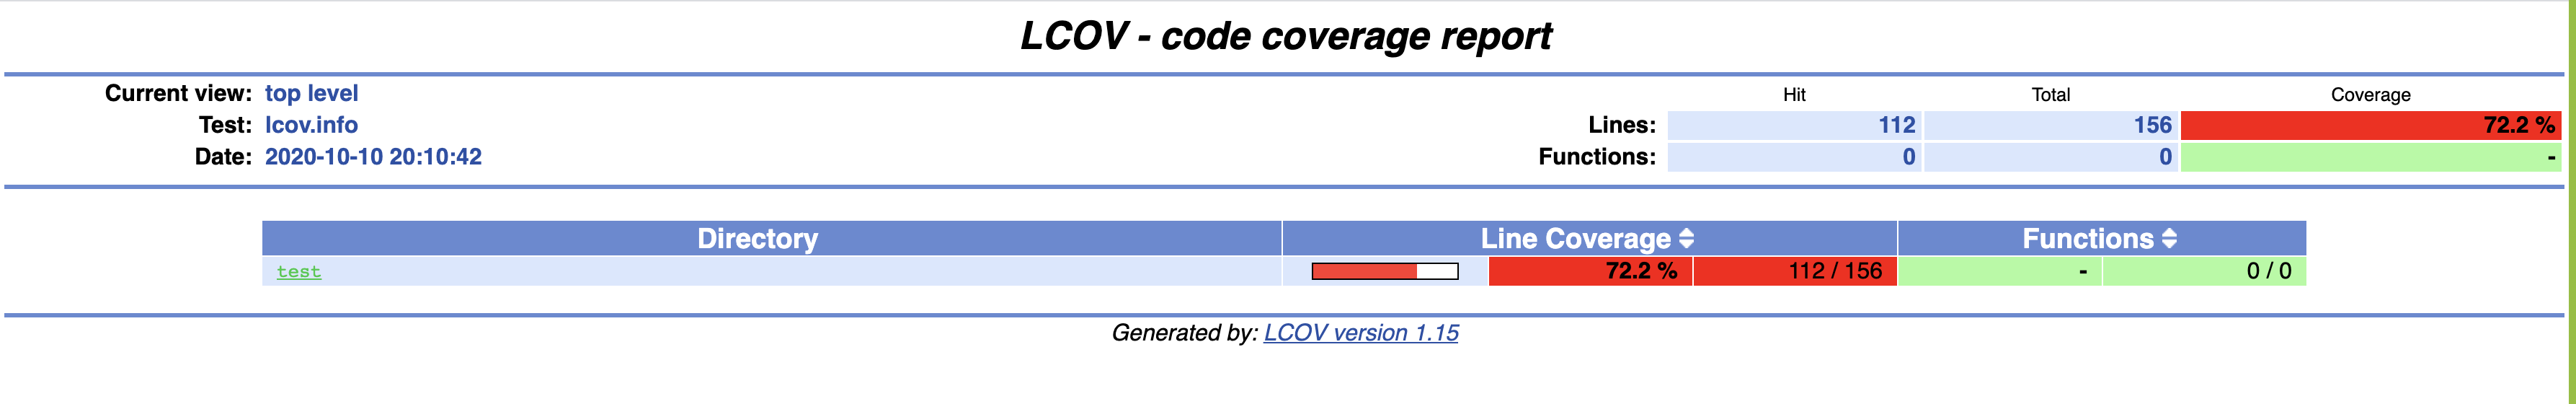 LCOV - code coverage report
Current view: top level
Hit Total Coverage
Test: lcov.info
Lines: 112 156 72.2 %
Date: 2020-10-10 20:10:42
Functions: 0 0 -
Directory Line Coverage Functions
test 72.2 % 112 / 156 - 0 / 0
Generated by: LCOV version 1.15